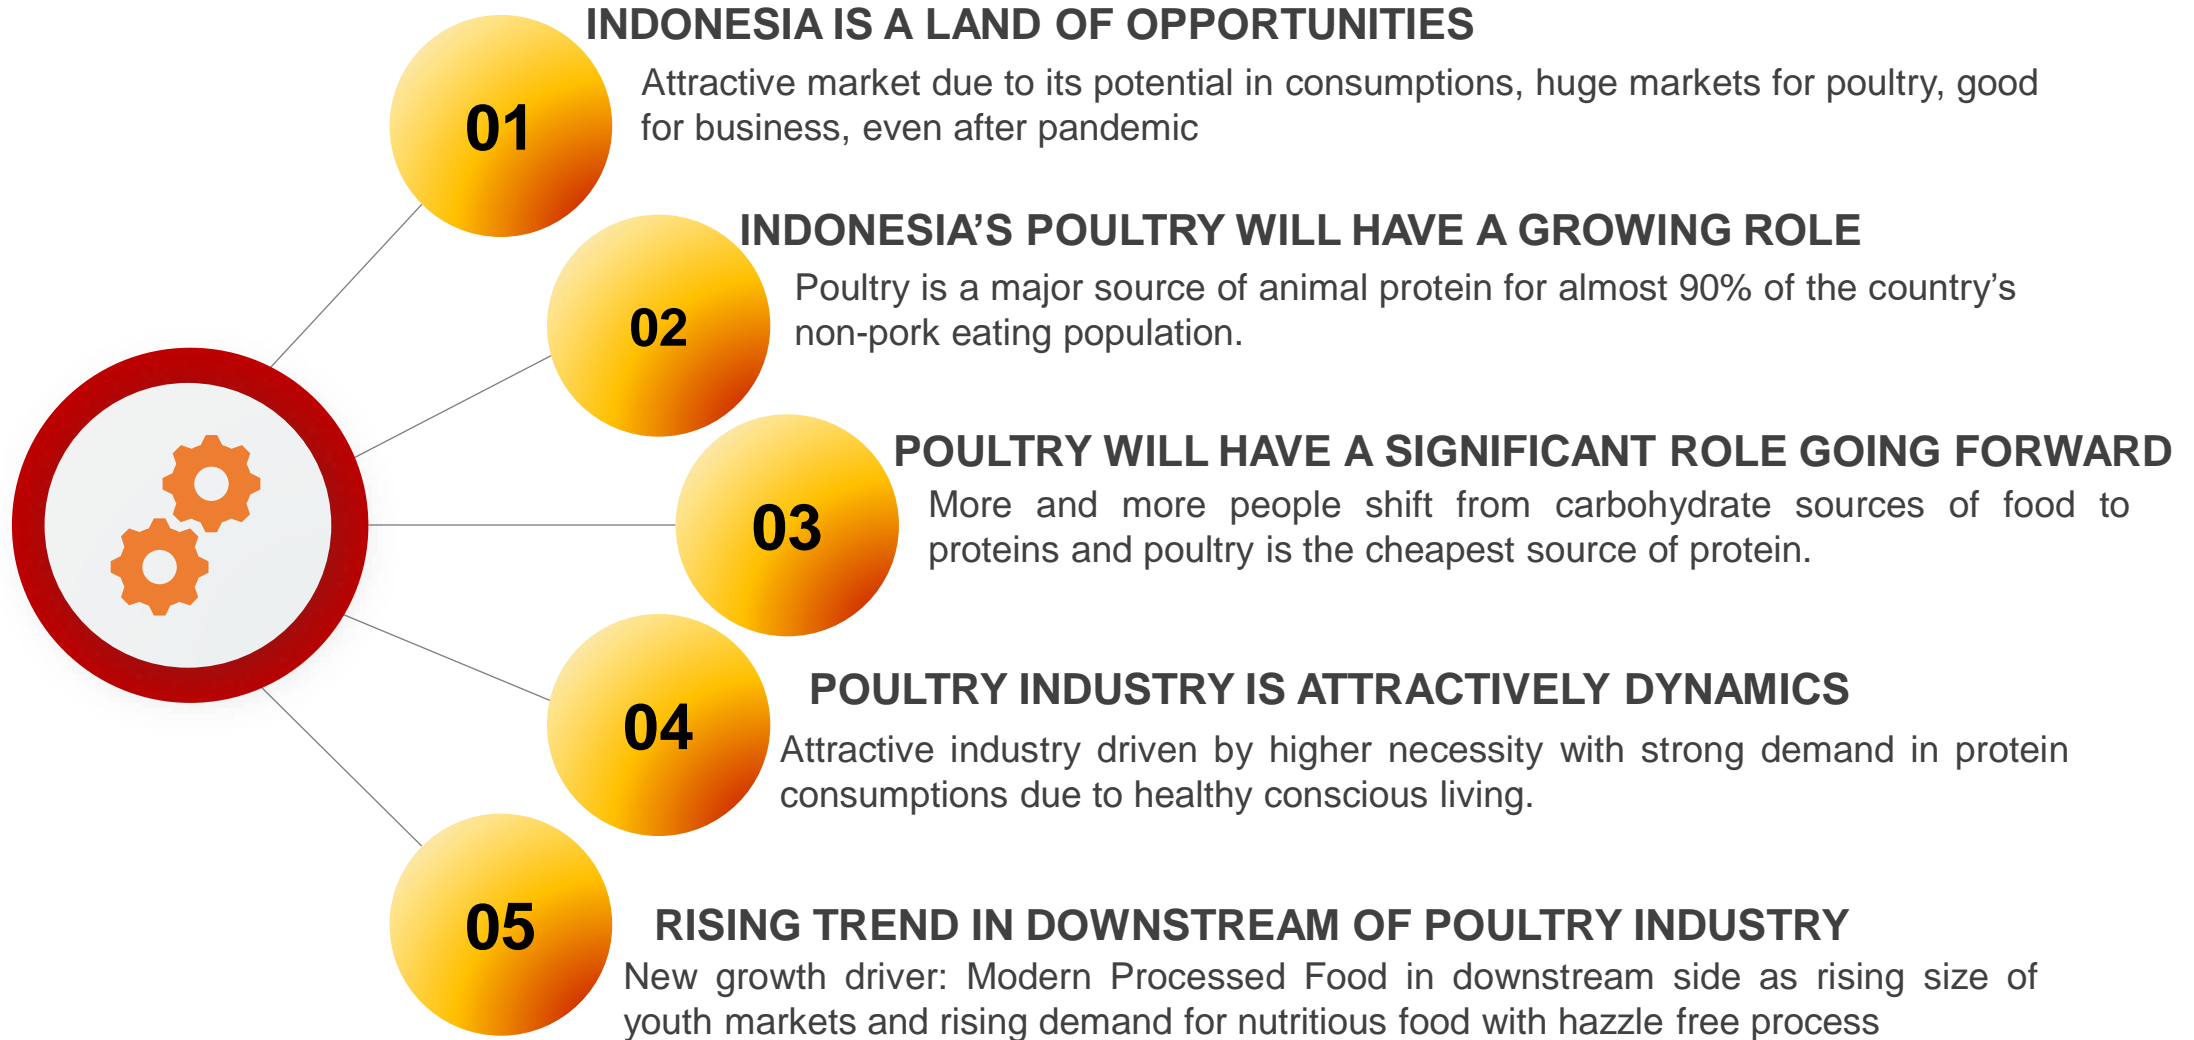 INDONESIA IS A LAND OF OPPORTUNITIES
01
Attractive market due to its potential in consumptions, huge markets for poultry, good
for business, even after pandemic
INDONESIA’S POULTRY WILL HAVE A GROWING ROLE
02
Poultry is a major source of animal protein for almost 90% of the country’s
non-pork eating population.
POULTRY WILL HAVE A SIGNIFICANT ROLE GOING FORWARD
03
More and more people shift from carbohydrate sources of food to
proteins and poultry is the cheapest source of protein.
POULTRY INDUSTRY IS ATTRACTIVELY DYNAMICS
04
Attractive industry driven by higher necessity with strong demand in protein
consumptions due to healthy conscious living.
RISING TREND IN DOWNSTREAM OF POULTRY INDUSTRY
05
New growth driver: Modern Processed Food in downstream side as rising size of
youth markets and rising demand for nutritious food with hazzle free process